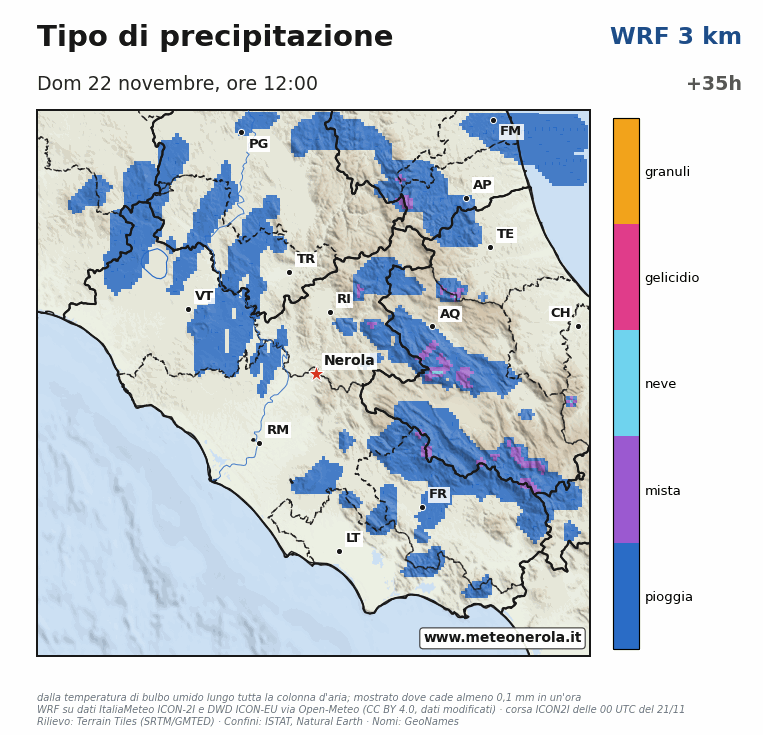 Tipo di precipitazione
WRF 3 km
Dom 22 novembre, ore 12:00
+35h
PG
FM
AP
TE
TR
RI
VT
AQ
CH
Nerola
RM
FR
LT
www.meteonerola.it
granuli
gelicidio
neve
mista
pioggia
dalla temperatura di bulbo umido lungo tutta la colonna d'aria; mostrato dove cade almeno 0,1 mm in un'ora
WRF su dati ItaliaMeteo ICON-2I e DWD ICON-EU via Open-Meteo (CC BY 4.0, dati modificati) · corsa ICON2I delle 00 UTC del 21/11
Rilievo: Terrain Tiles (SRTM/GMTED) · Confini: ISTAT, Natural Earth · Nomi: GeoNames